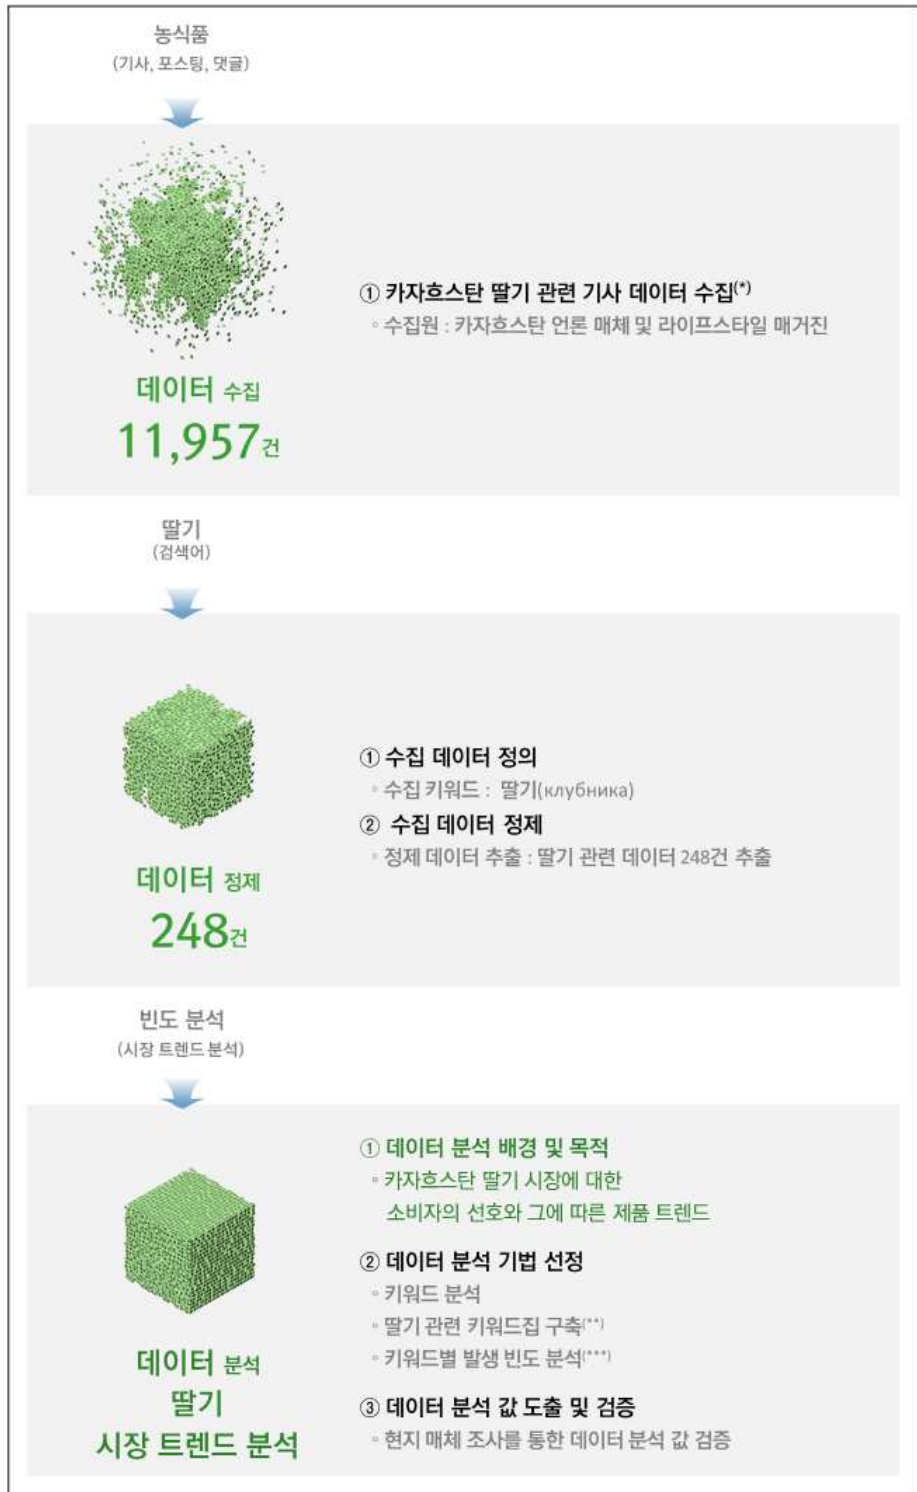 농식품
(기사, 포스팅, 댓글)
① 카자흐스탄 딸기 관련 기사 데이터 수집(*)
◦ 수집원 : 카자흐스탄 언론 매체 및 라이프스타일 매거진
데이터 수집
11,957건
딸기
(검색어)
① 수집 데이터 정의
◦ 수집 키워드 : 딸기(клубника)
② 수집 데이터 정제
◦ 정제 데이터 추출 : 딸기 관련 데이터 248건 추출
데이터 정제
248건
빈도 분석
(시장 트렌드 분석)
① 데이터 분석 배경 및 목적
◦ 카자흐스탄 딸기 시장에 대한
소비자의 선호와 그에 따른 제품 트렌드
② 데이터 분석 기법 선정
◦ 키워드 분석
◦ 딸기 관련 키워드집 구축(**)
◦ 키워드별 발생 빈도 분석(***)
③ 데이터 분석 값 도출 및 검증
◦ 현지 매체 조사를 통한 데이터 분석 값 검증
데이터 분석
딸기
시장 트렌드 분석